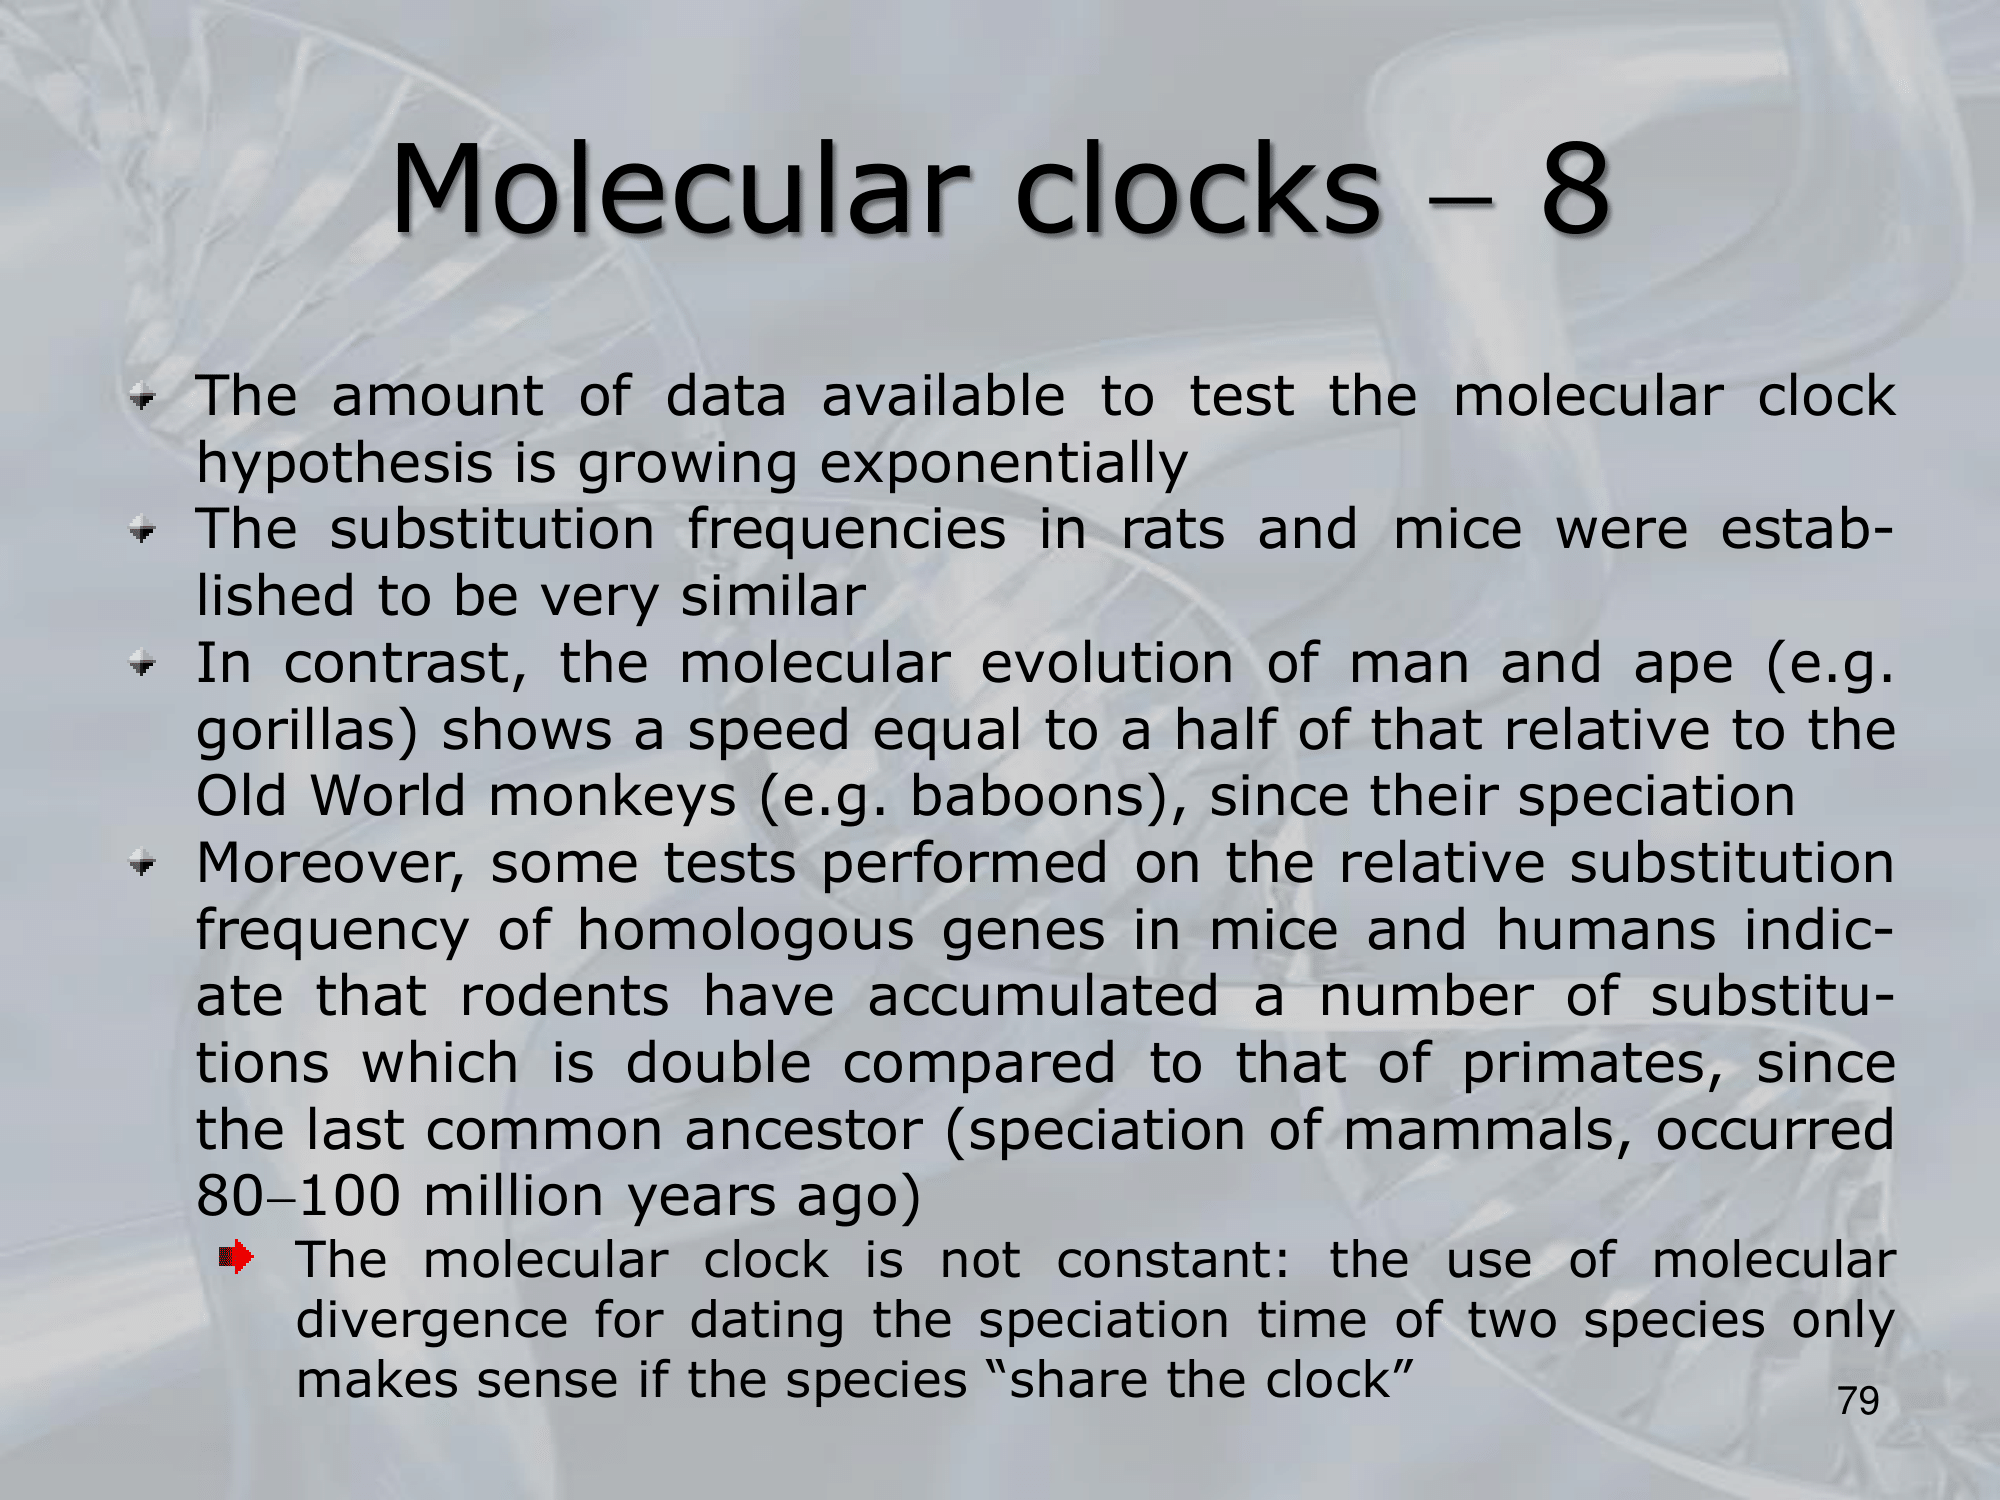 Molecular clocks – 8
The amount of data available to test the molecular clock
hypothesis is growing exponentially
The substitution frequencies in rats and mice were estab-
lished to be very similar
In contrast, the molecular evolution of man and ape (e.g.
gorillas) shows a speed equal to a half of that relative to the
Old World monkeys (e.g. baboons), since their speciation
Moreover, some tests performed on the relative substitution
frequency of homologous genes in mice and humans indic-
ate that rodents have accumulated a number of substitu-
tions which is double compared to that of primates, since
the last common ancestor (speciation of mammals, occurred
80–100 million years ago)
The molecular clock is not constant: the use of molecular
divergence for dating the speciation time of two species only
makes sense if the species “share the clock”
79